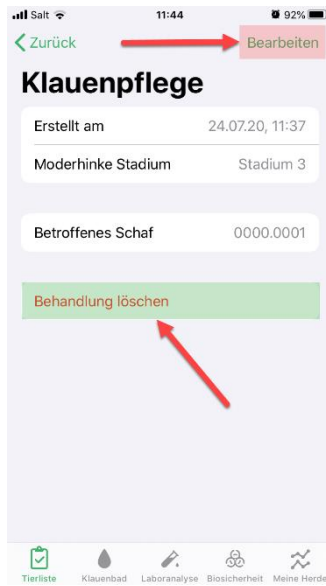 Salt 11:44 92%
Zurück Bearbeiten
Klauenpflege
Erstellt am 24.07.20, 11:37
Moderhinke Stadium Stadium 3
Betroffenes Schaf 0000.0001
Behandlung löschen
Tierliste Klauenbad Laboranalyse Biosicherheit Meine Herde